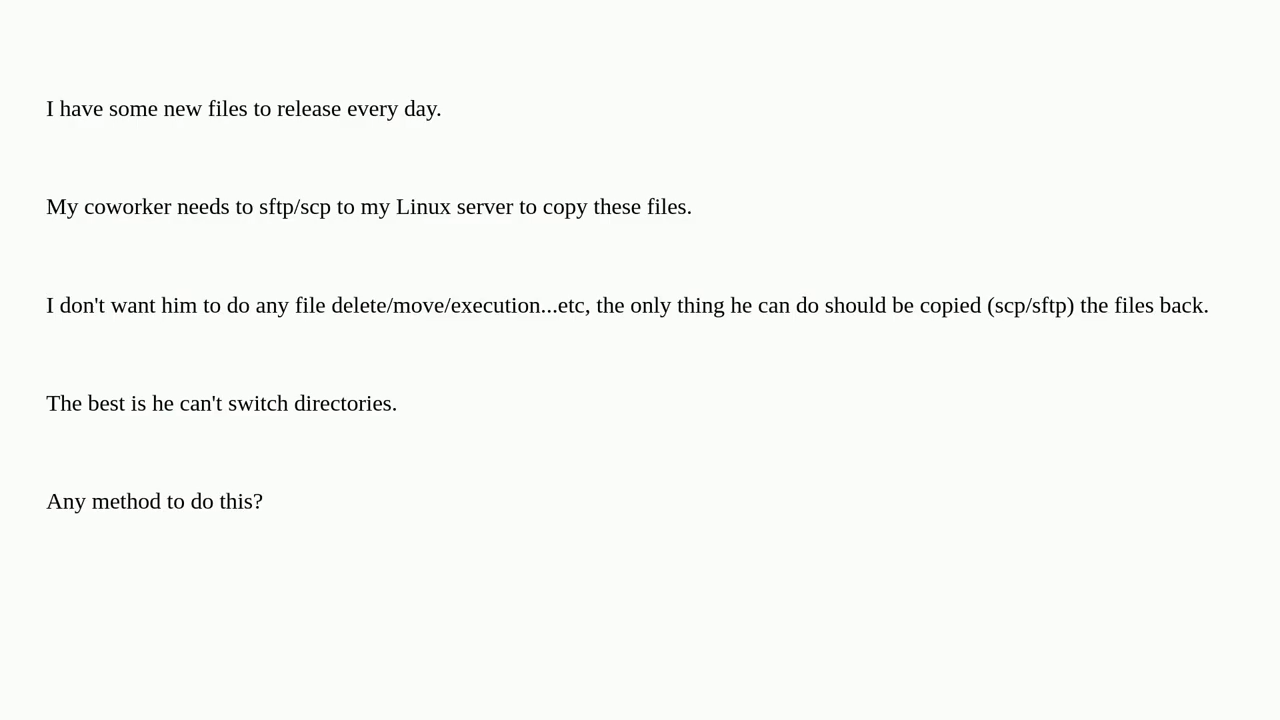 I have some new files to release every day.
My coworker needs to sftp/scp to my Linux server to copy these files.
I don't want him to do any file delete/move/execution...etc, the only thing he can do should be copied (scp/sftp) the files back.
The best is he can't switch directories.
Any method to do this?